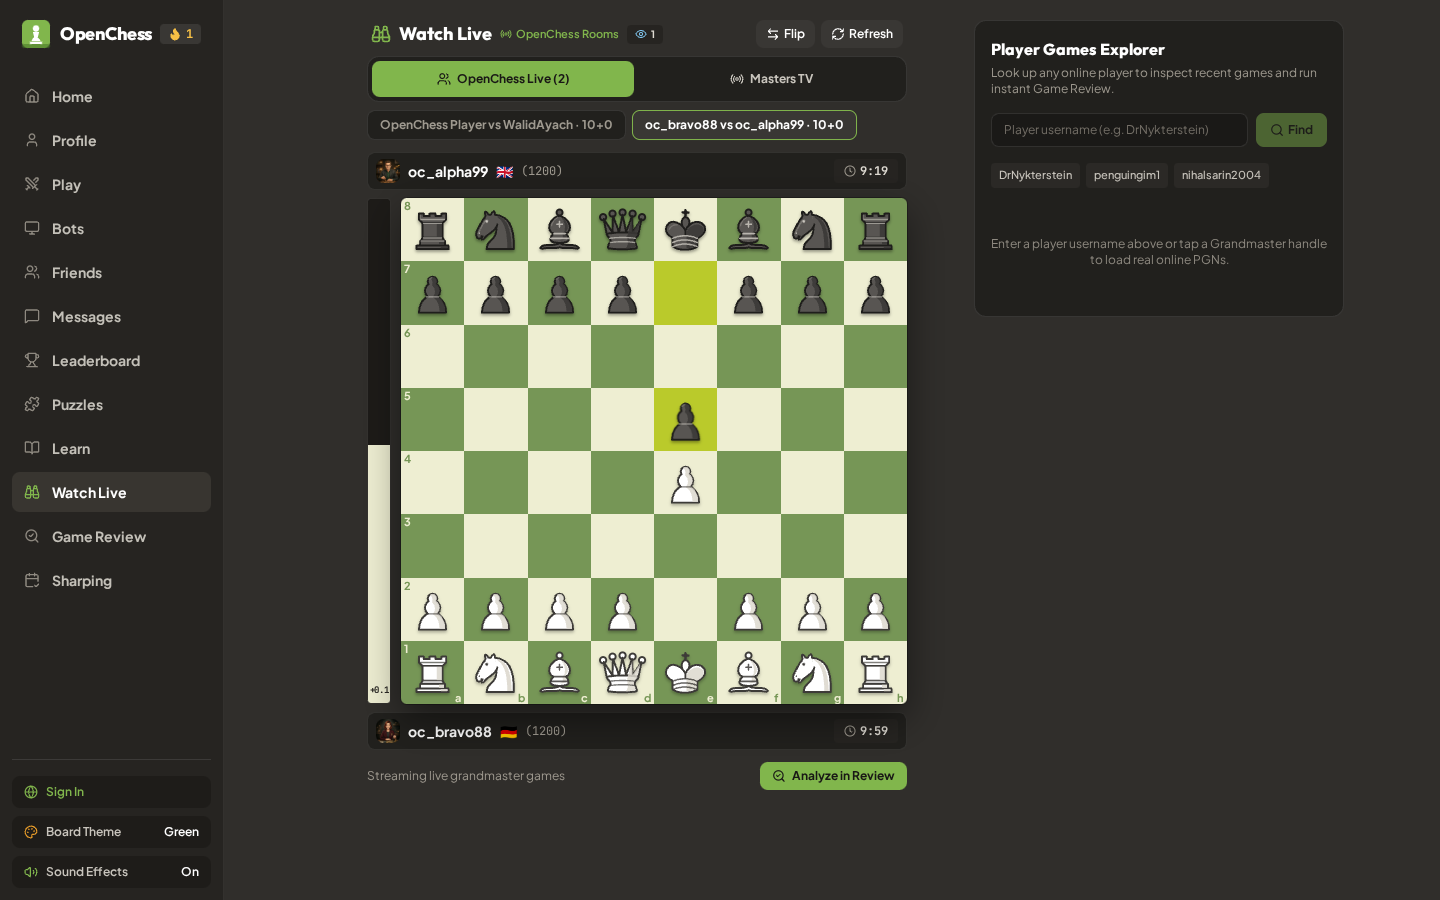 OpenChess 1
Home
Profile
Play
Bots
Friends
Messages
Leaderboard
Puzzles
Learn
Watch Live
Game Review
Sharping
Sign In
Board Theme Green
Sound Effects On
Watch Live OpenChess Rooms 1 Flip Refresh
OpenChess Live (2) Masters TV
OpenChess Player vs WalidAyach · 10+0 oc_bravo88 vs oc_alpha99 · 10+0
oc_alpha99 (1200) 9:19
8
7
6
5
4
3
2
1
a b c d e f g h
+0.1
oc_bravo88 (1200) 9:59
Streaming live grandmaster games Analyze in Review
Player Games Explorer
Look up any online player to inspect recent games and run
instant Game Review.
Player username (e.g. DrNykterstein) Find
DrNykterstein penguingim1 nihalsarin2004
Enter a player username above or tap a Grandmaster handle
to load real online PGNs.